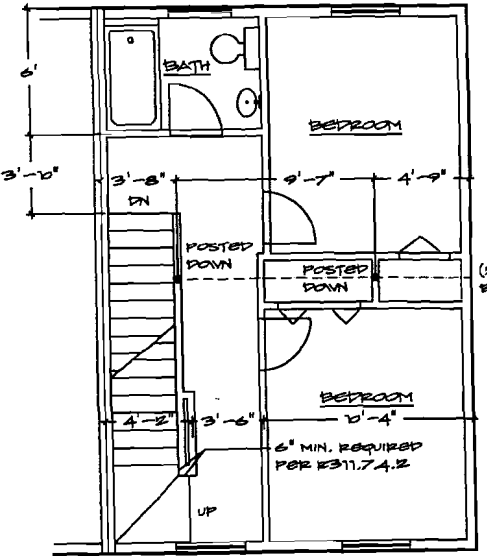 6'
BATH
BEDROOM
3'-10"
3'-8"
9'-7"
4'-9"
DN
POSTED
DOWN
POSTED
DOWN
BEDROOM
4'-2"
3'-6"
10'-4"
6" MIN. REQUIRED
PER R311.7.4.2
UP